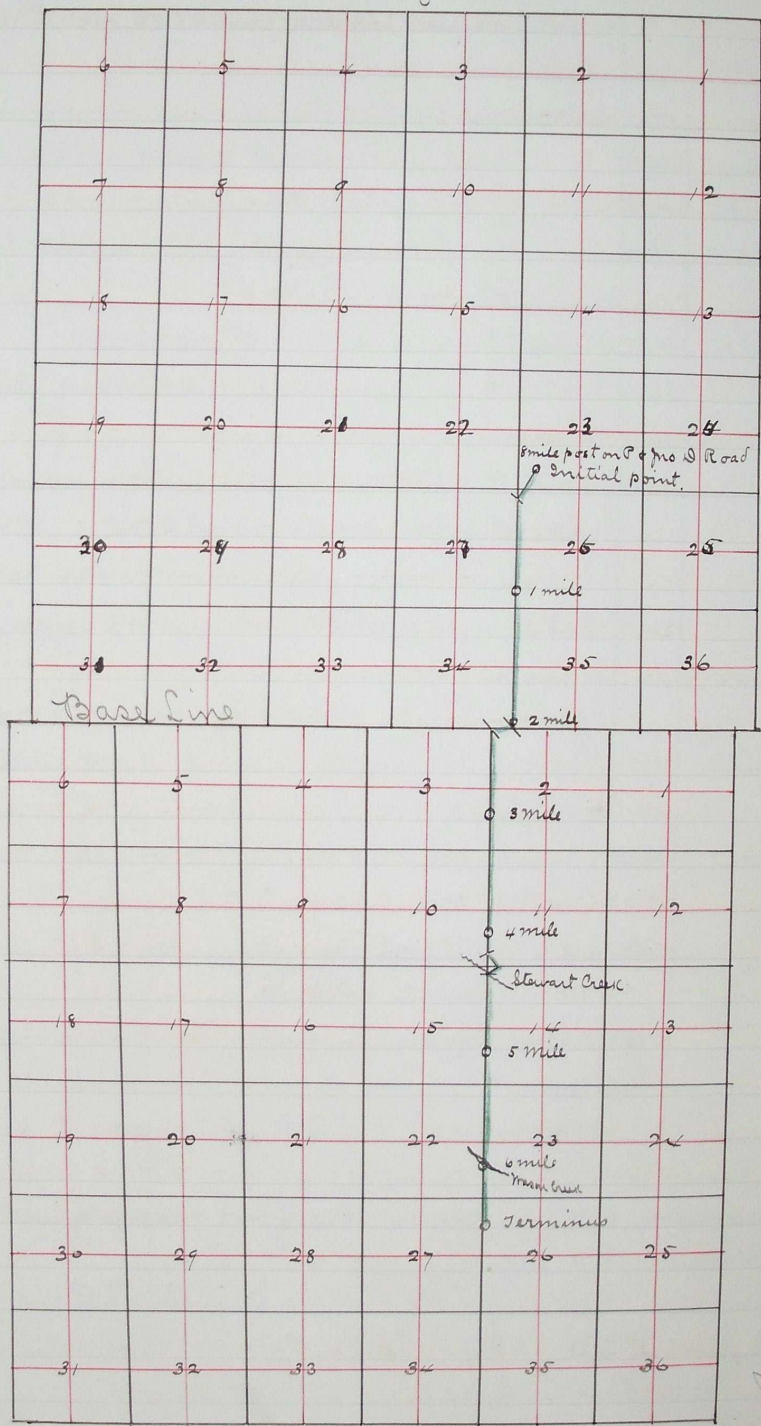 6 5 4 3 2 1
7 8 9 10 11 12
18 17 16 15 14 13
19 20 21 22 23 24
8 mile post on P & Jno D Road
Initial point.
30 29 28 27 26 25
1 mile
31 32 33 34 35 36
Base Line
2 mile
6 5 4 3 2 1
3 mile
7 8 9 10 11 12
4 mile
Stewart Creek
18 17 16 15 14 13
5 mile
19 20 21 22 23 24
6 mile
Creek
Terminus
30 29 28 27 26 25
31 32 33 34 35 36